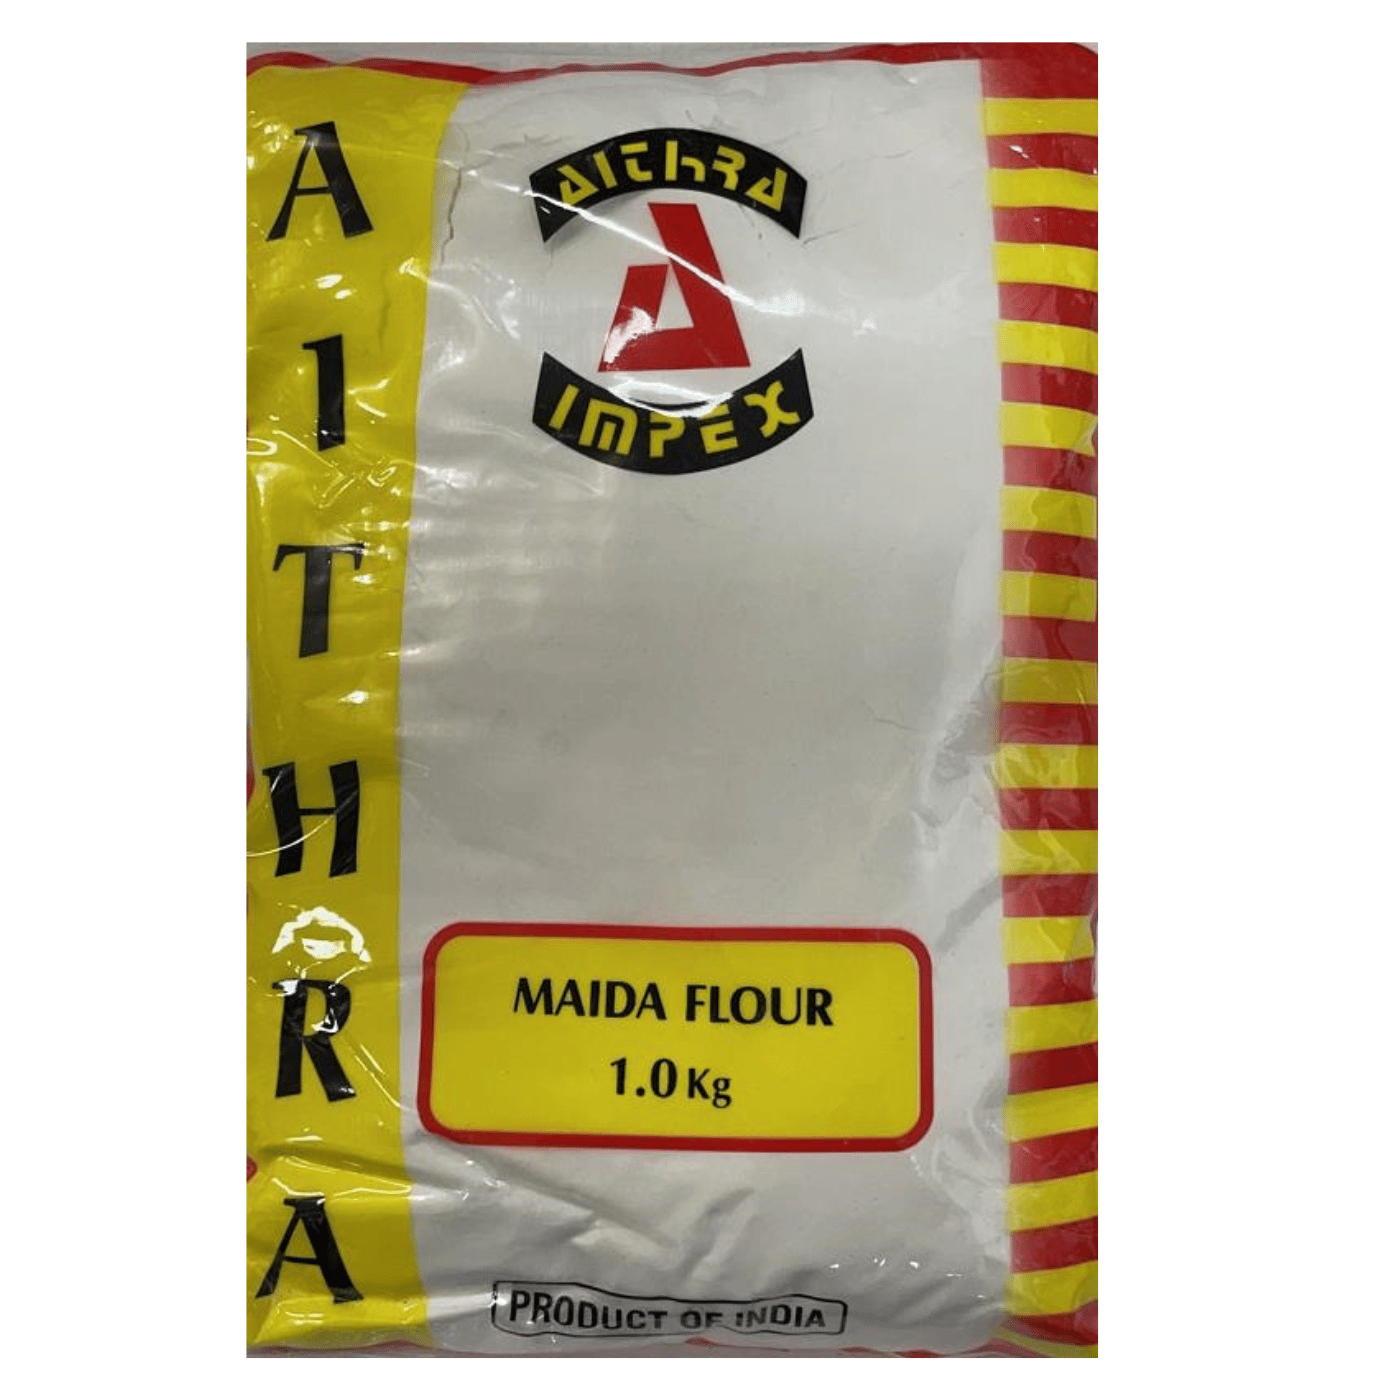 AITHRA
AITHRA
IMPEX
MAIDA FLOUR
1.0 Kg
PRODUCT OF INDIA